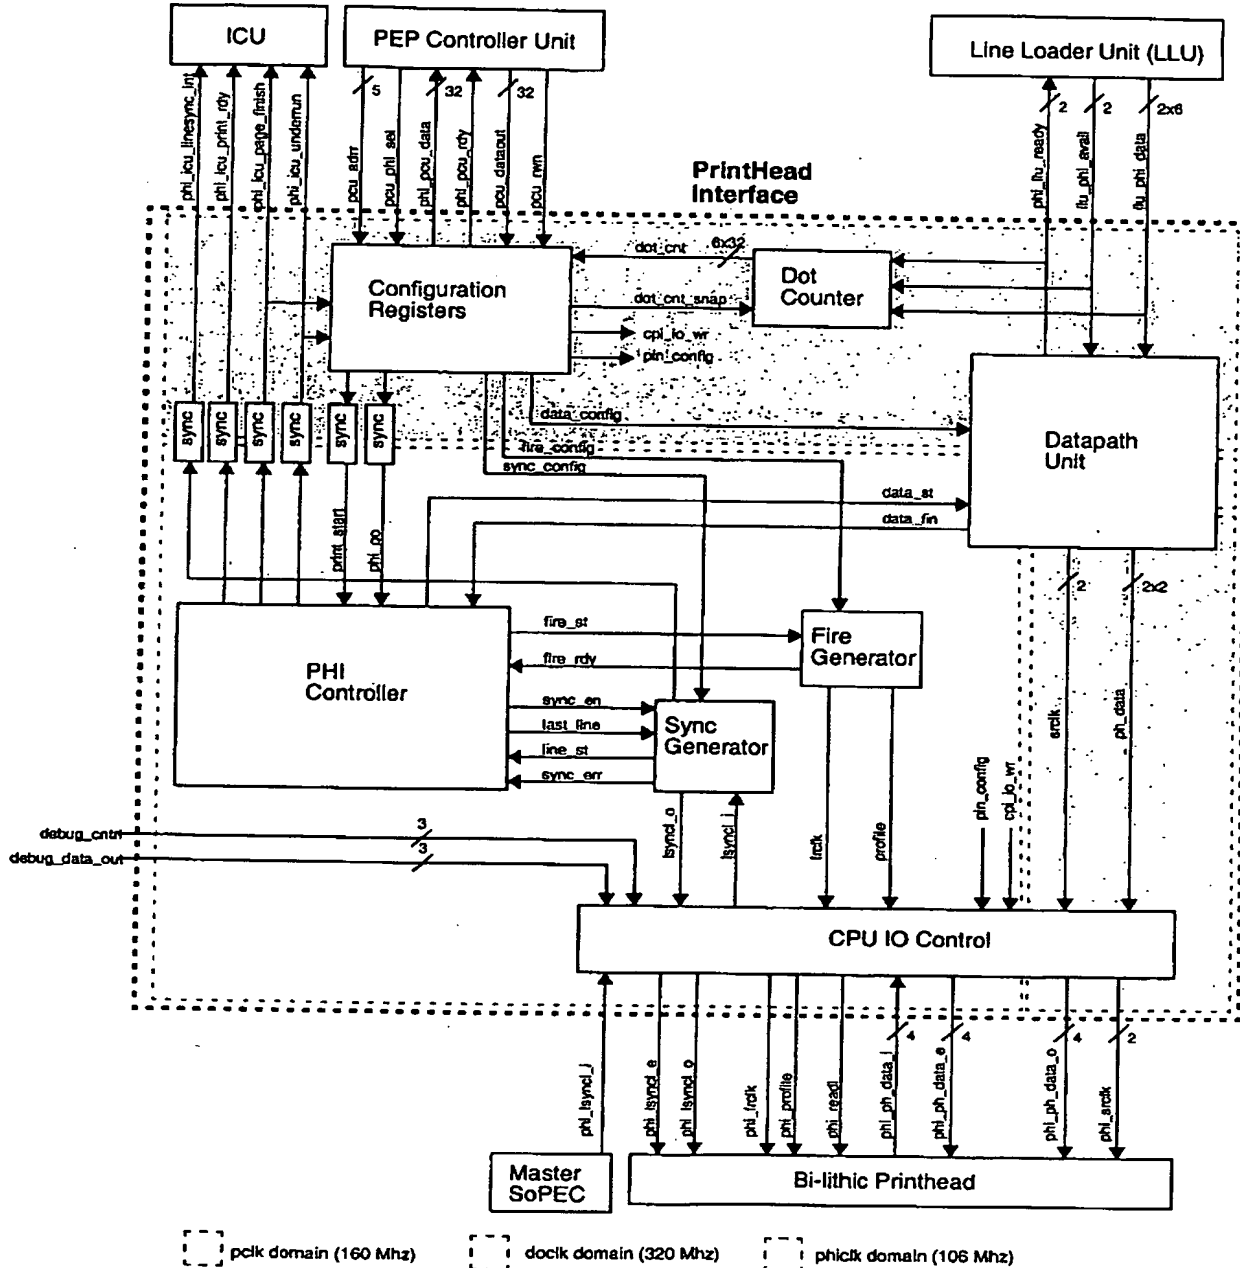 ICU
PEP Controller Unit
Line Loader Unit (LLU)
phi_icu_linesync_int
phi_icu_print_rdy
phi_icu_page_finish
phi_icu_underrun
5
32
32
pcu_adrr
pcu_phi_sel
phi_pcu_data
phi_pcu_rdy
pcu_dataout
pcu_rwn
2
2
2x6
phi_llu_ready
llu_phi_avail
llu_phi_data
PrintHead
Interface
Configuration
Registers
dot_cnt
6x32
dot_cnt_snap
Dot
Counter
cpi_io_wr
pin_config
sync
sync
sync
sync
sync
sync
data_config
fire_config
sync_config
Datapath
Unit
data_st
data_fin
print_start
phi_go
2
2x2
PHI
Controller
fire_st
fire_rdy
Fire
Generator
sync_en
last_line
line_st
sync_err
Sync
Generator
srclk
ph_data
lsyncl_o
lsyncl_i
frclk
profile
pin_config
cpi_io_wr
debug_cntrl
3
debug_data_out
3
CPU IO Control
phi_lsyncl_i
phi_lsyncl_e
phi_lsyncl_o
phi_frclk
phi_profile
phi_readl
phi_ph_data_i
4
phi_ph_data_e
4
phi_ph_data_o
4
phi_srclk
2
Master
SoPEC
Bi-lithic Printhead
pclk domain (160 Mhz)
doclk domain (320 Mhz)
phiclk domain (106 Mhz)